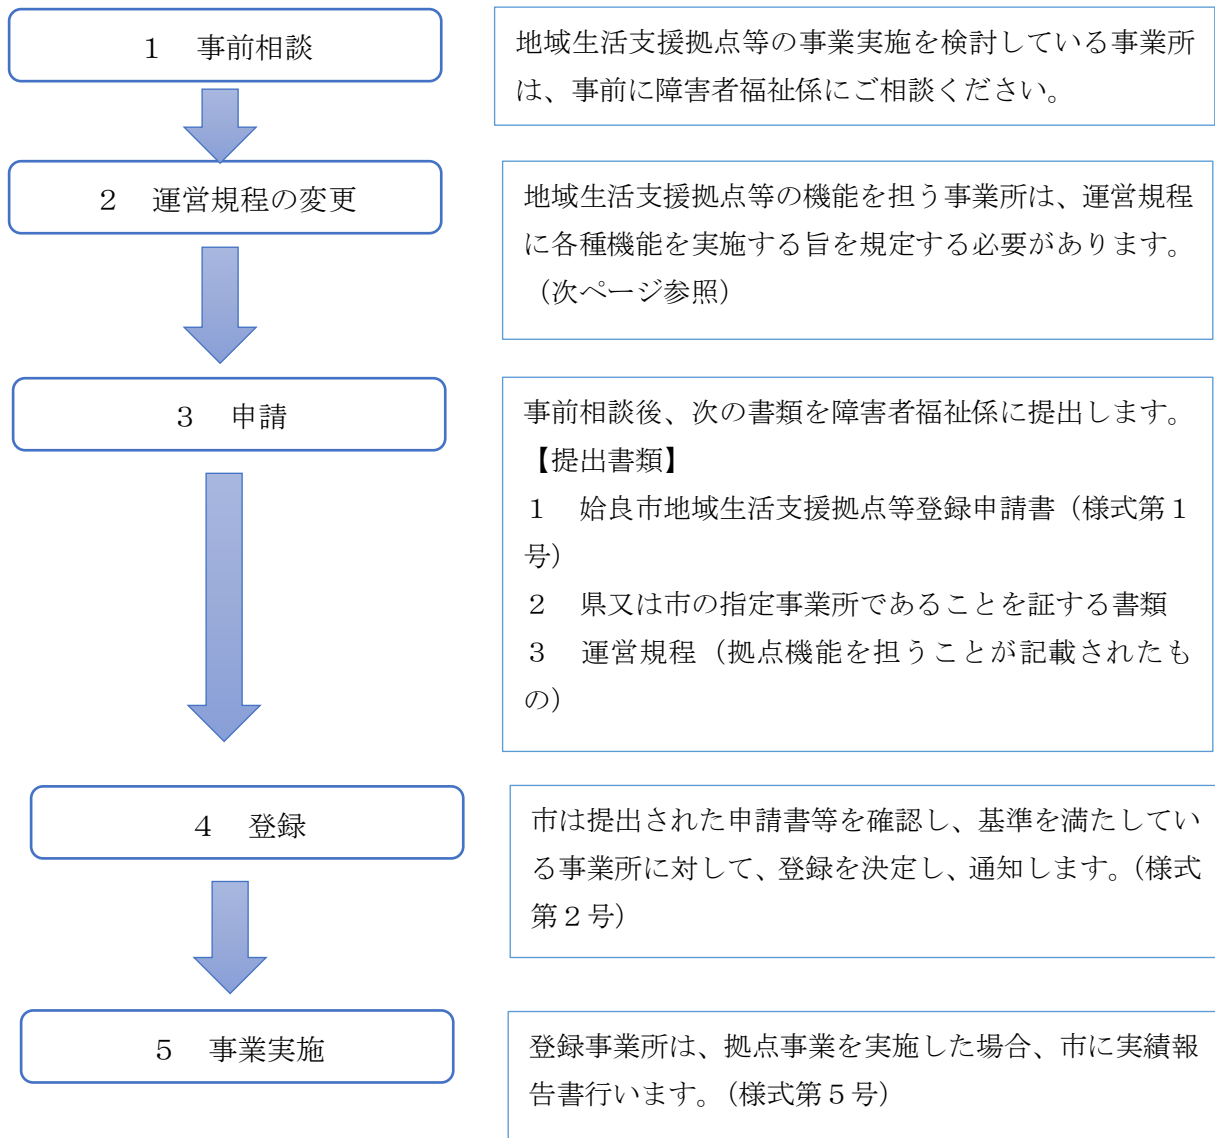 １　事前相談
地域生活支援拠点等の事業実施を検討している事業所
は、事前に障害者福祉係にご相談ください。
２　運営規程の変更
地域生活支援拠点等の機能を担う事業所は、運営規程
に各種機能を実施する旨を規定する必要があります。
（次ページ参照）
３　申請
事前相談後、次の書類を障害者福祉係に提出します。
【提出書類】
１　姶良市地域生活支援拠点等登録申請書（様式第１
号）
２　県又は市の指定事業所であることを証する書類
３　運営規程（拠点機能を担うことが記載されたも
の）
４　登録
市は提出された申請書等を確認し、基準を満たしてい
る事業所に対して、登録を決定し、通知します。（様式
第２号）
５　事業実施
登録事業所は、拠点事業を実施した場合、市に実績報
告書行います。（様式第５号）